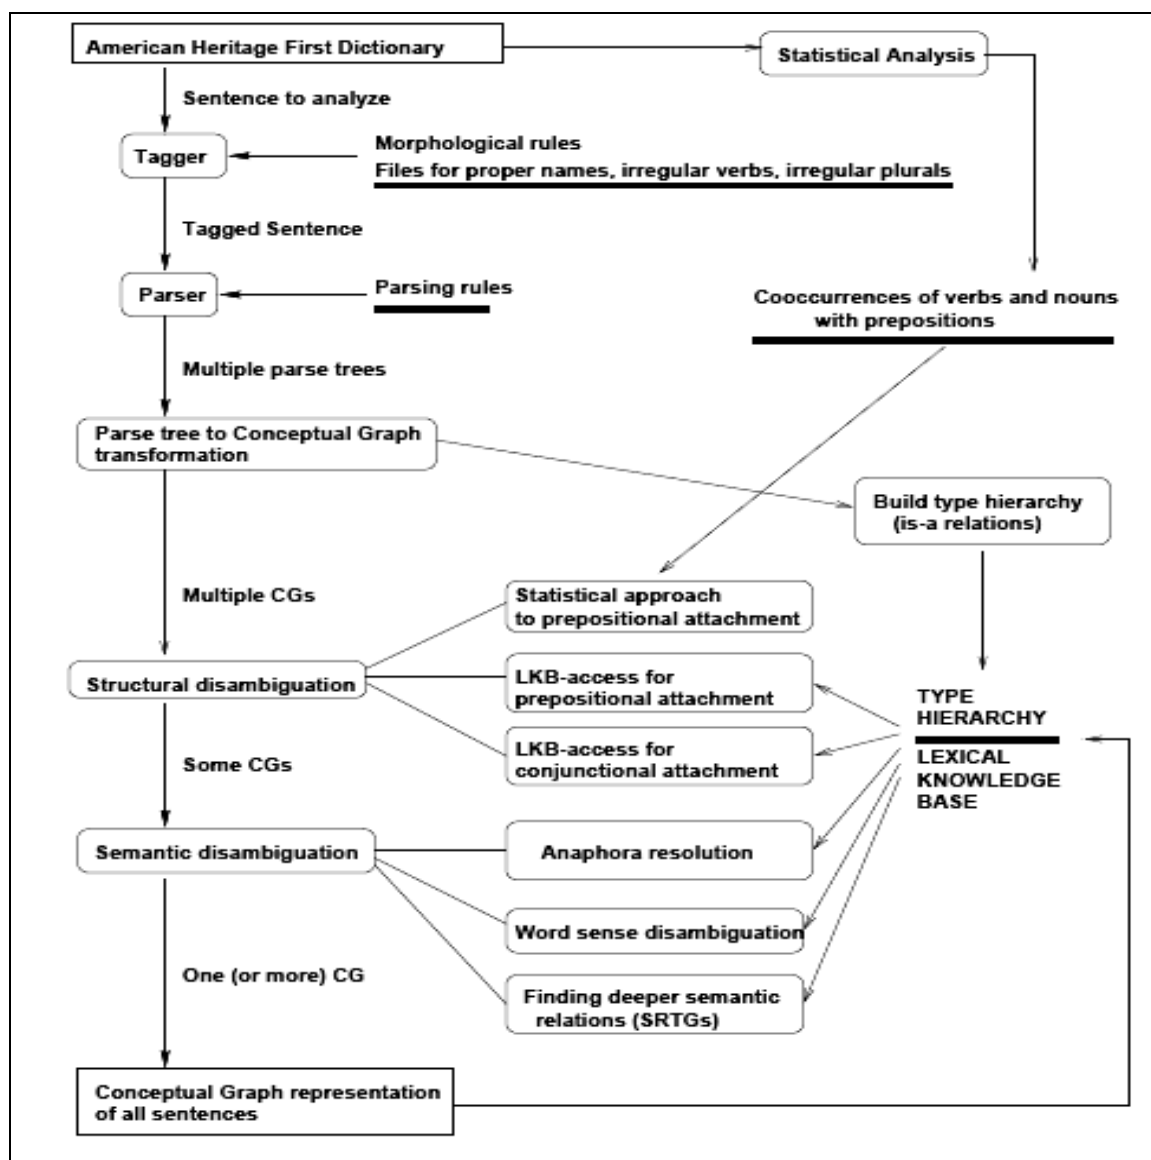 American Heritage First Dictionary
Statistical Analysis
Sentence to analyze
Tagger
Morphological rules
Files for proper names, irregular verbs, irregular plurals
Tagged Sentence
Parser
Parsing rules
Cooccurrences of verbs and nouns
with prepositions
Multiple parse trees
Parse tree to Conceptual Graph
transformation
Build type hierarchy
(is-a relations)
Multiple CGs
Statistical approach
to prepositional attachment
Structural disambiguation
LKB-access for
prepositional attachment
TYPE
HIERARCHY
LEXICAL
KNOWLEDGE
BASE
LKB-access for
conjunctional attachment
Some CGs
Semantic disambiguation
Anaphora resolution
Word sense disambiguation
One (or more) CG
Finding deeper semantic
relations (SRTGs)
Conceptual Graph representation
of all sentences